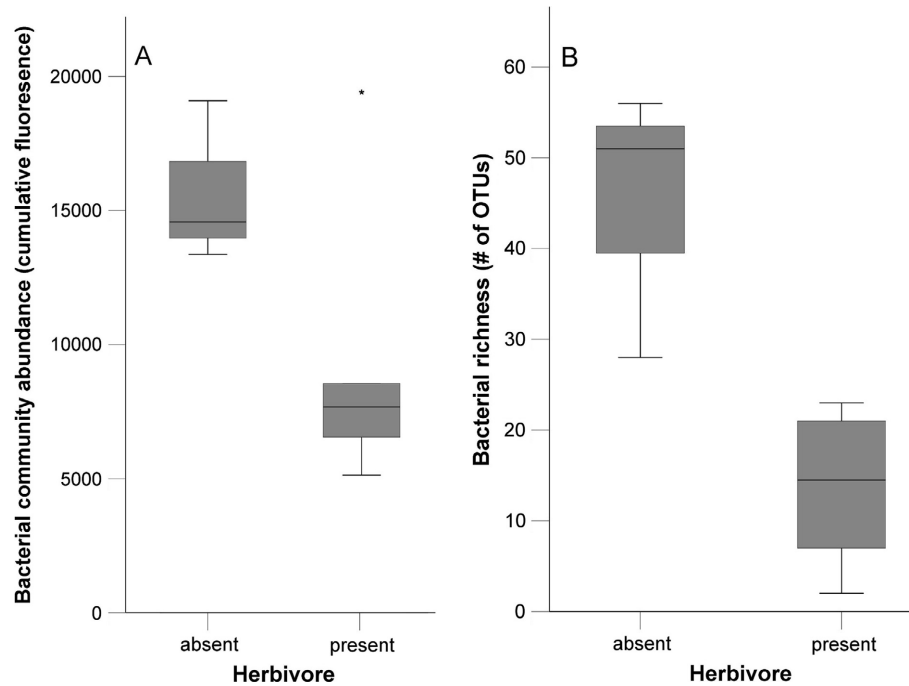 A
Bacterial community abundance (cumulative fluoresence)
20000
15000
10000
5000
0
*
absent
present
Herbivore
B
Bacterial richness (# of OTUs)
60
50
40
30
20
10
0
absent
present
Herbivore